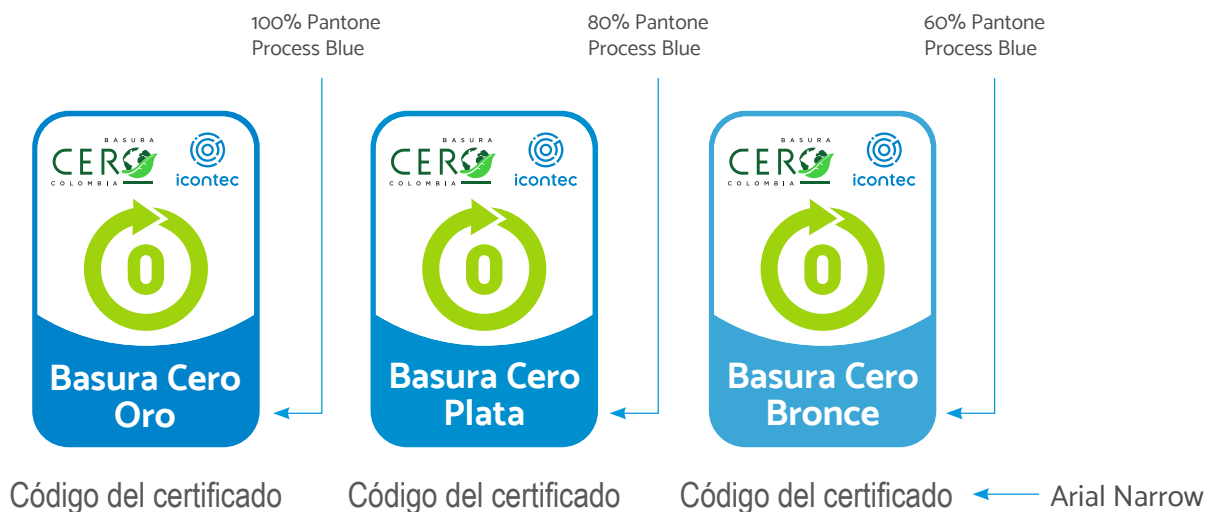 100% Pantone
Process Blue
80% Pantone
Process Blue
60% Pantone
Process Blue
BASURA
CERO
COLOMBIA
icontec
0
Basura Cero
Oro
BASURA
CERO
COLOMBIA
icontec
0
Basura Cero
Plata
BASURA
CERO
COLOMBIA
icontec
0
Basura Cero
Bronce
Código del certificado
Código del certificado
Código del certificado
Arial Narrow